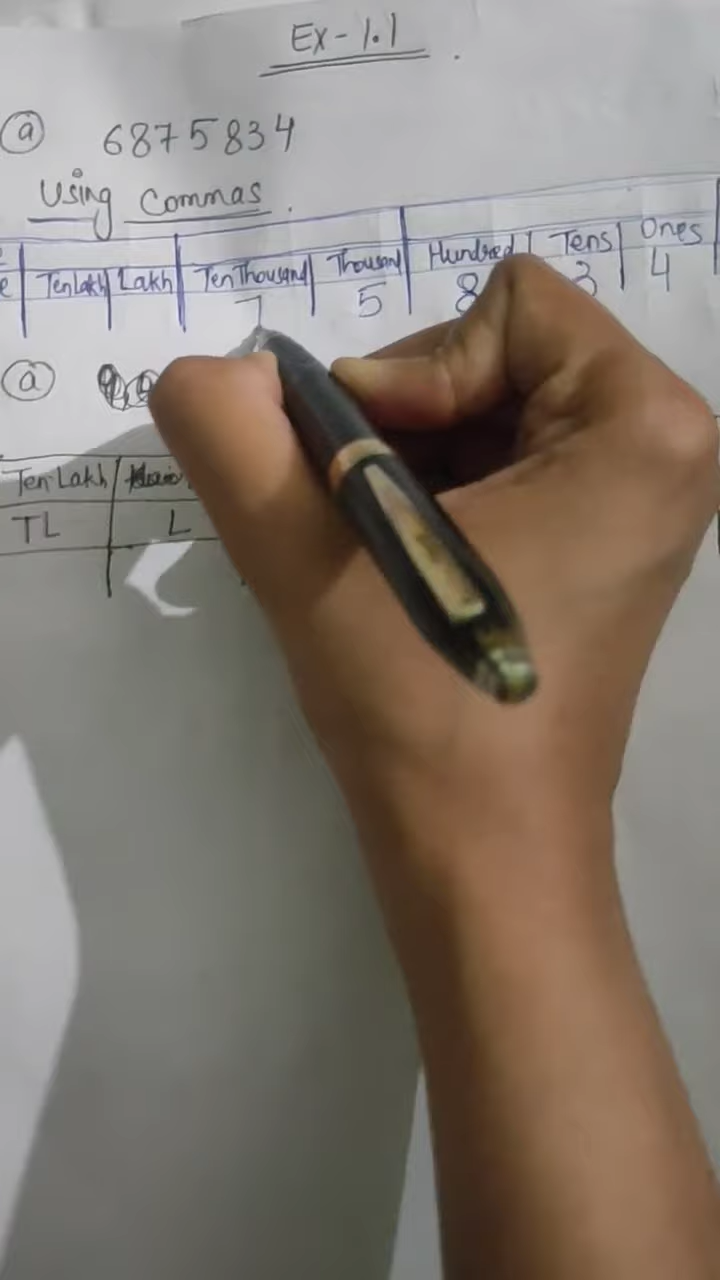 Ex-1.1
ⓐ 6875834
Using Commas.
Ten Lakh Lakh Ten Thousand Thousand Hundred Tens Ones
7 5 8 3 4
ⓐ
Ten-Lakh
TL L